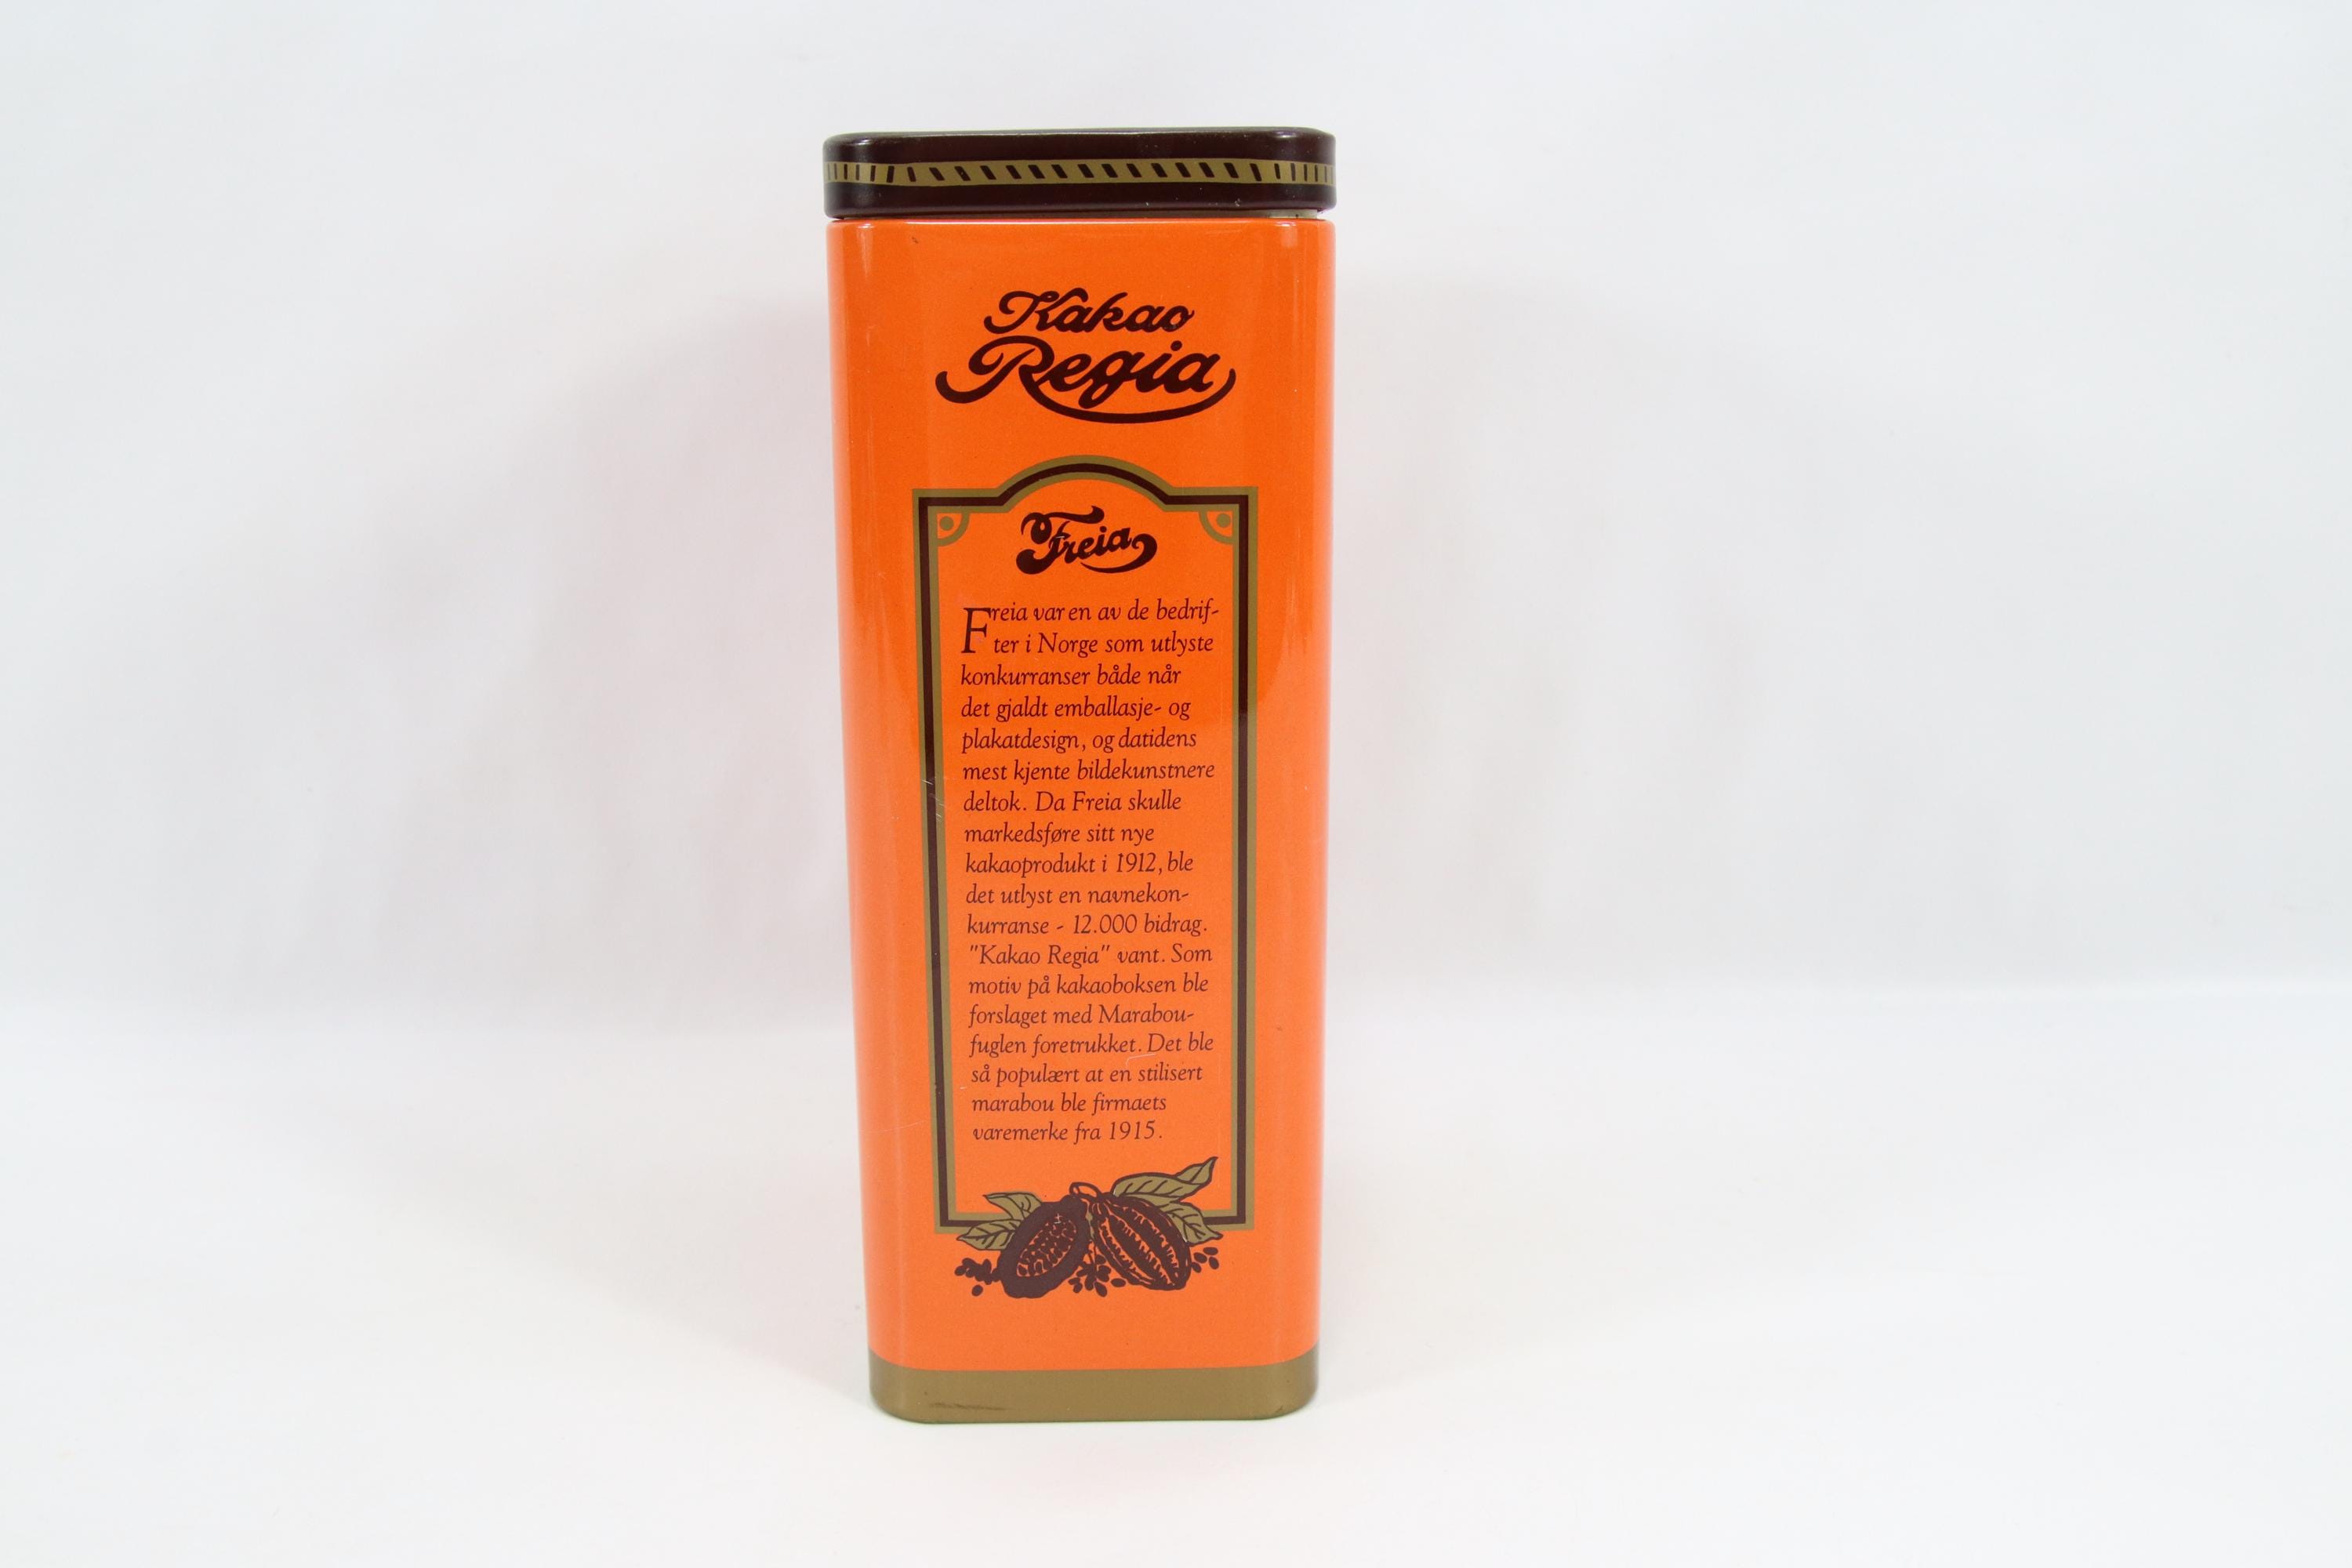 Kakao
Regia
Freia
Freia var en av de bedrif-
ter i Norge som utlyste
konkurranser både når
det gjaldt emballasje- og
plakatdesign, og datidens
mest kjente bildekunstnere
deltok. Da Freia skulle
markedsføre sitt nye
kakaoprodukt i 1912, ble
det utlyst en navnekon-
kurranse - 12.000 bidrag.
"Kakao Regia" vant. Som
motiv på kakaoboksen ble
forslaget med Marabou-
fuglen foretrukket. Det ble
så populært at en stilisert
marabou ble firmaets
varemerke fra 1915.